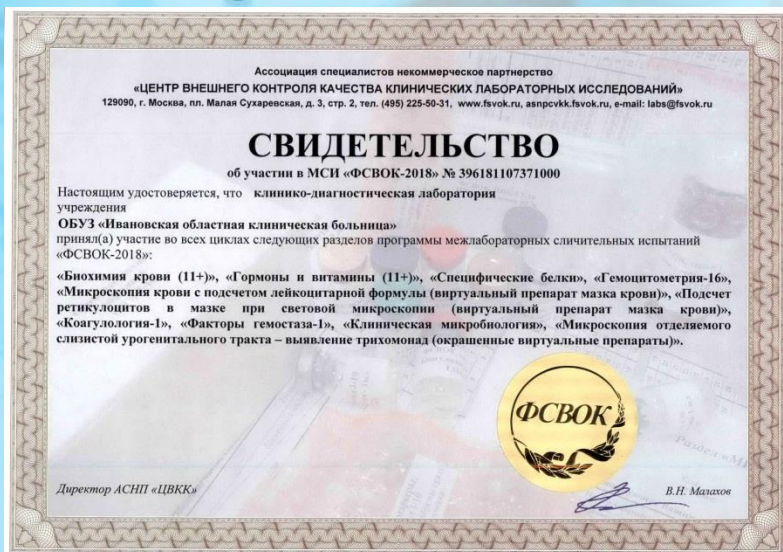 Ассоциация специалистов некоммерческое партнерство
«ЦЕНТР ВНЕШНЕГО КОНТРОЛЯ КАЧЕСТВА КЛИНИЧЕСКИХ ЛАБОРАТОРНЫХ ИССЛЕДОВАНИЙ»
129090, г. Москва, пл. Малая Сухаревская, д. 3, стр. 2, тел. (495) 225-50-31, www.fsvok.ru, asnpcvkk.fsvok.ru, e-mail: labs@fsvok.ru
СВИДЕТЕЛЬСТВО
об участии в МСИ «ФСВОК-2018» № 396181107371000
Настоящим удостоверяется, что клинико-диагностическая лаборатория
учреждения
ОБУЗ «Ивановская областная клиническая больница»
принял(а) участие во всех циклах следующих разделов программы межлабораторных сличительных испытаний
«ФСВОК-2018»:
«Биохимия крови (11+)», «Гормоны и витамины (11+)», «Специфические белки», «Гемоцитометрия-16»,
«Микроскопия крови с подсчетом лейкоцитарной формулы (виртуальный препарат мазка крови)», «Подсчет
ретикулоцитов в мазке при световой микроскопии (виртуальный препарат мазка крови)»,
«Коагулология-1», «Факторы гемостаза-1», «Клиническая микробиология», «Микроскопия отделяемого
слизистой урогенитального тракта – выявление трихомонад (окрашенные виртуальные препараты)».
ФСВОК
Директор АСНП «ЦВКК»
В.Н. Малахов